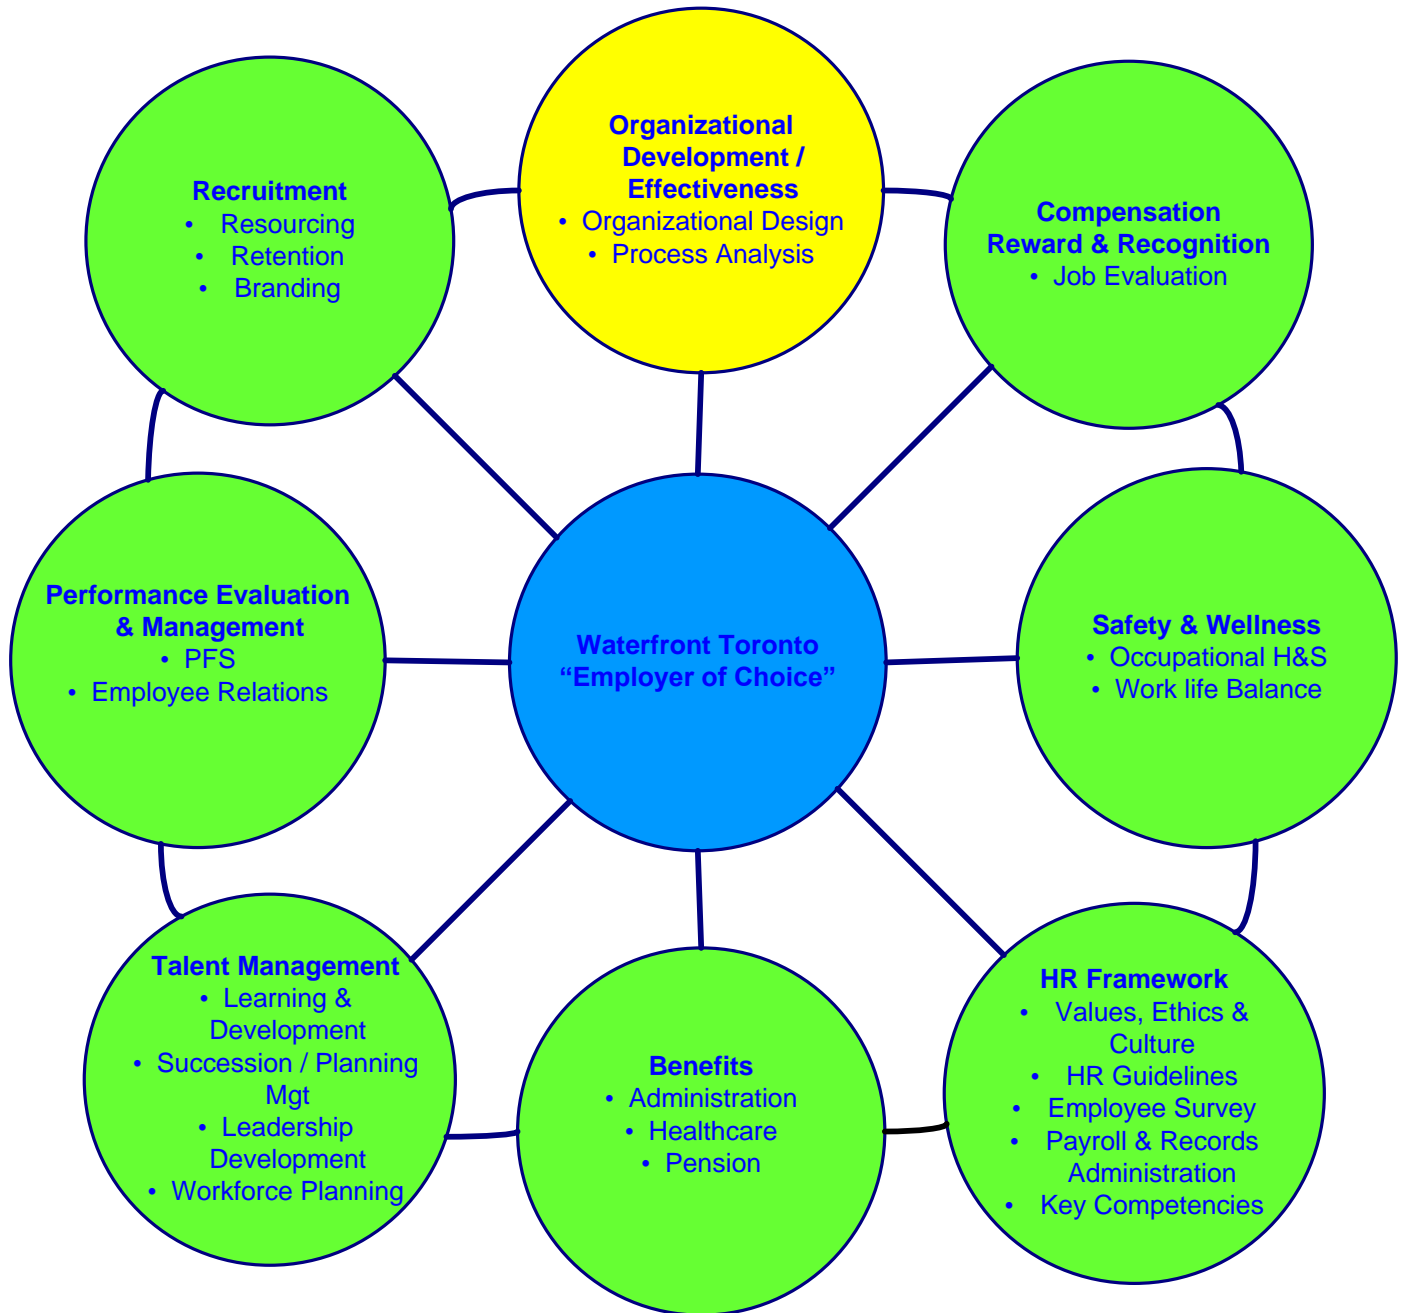 Organizational
Development /
Effectiveness
• Organizational Design
• Process Analysis
Recruitment
• Resourcing
• Retention
• Branding
Compensation
Reward & Recognition
• Job Evaluation
Performance Evaluation
& Management
• PFS
• Employee Relations
Waterfront Toronto
“Employer of Choice”
Safety & Wellness
• Occupational H&S
• Work life Balance
Talent Management
• Learning &
Development
• Succession / Planning
Mgt
• Leadership
Development
• Workforce Planning
Benefits
• Administration
• Healthcare
• Pension
HR Framework
• Values, Ethics &
Culture
• HR Guidelines
• Employee Survey
• Payroll & Records
Administration
• Key Competencies